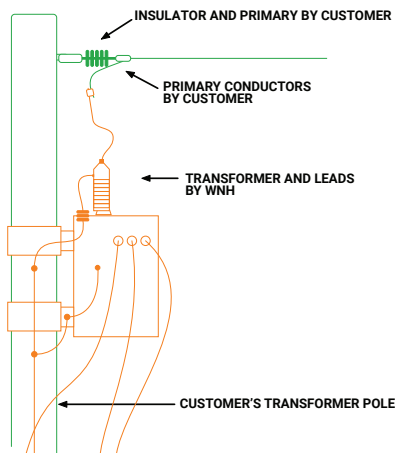 INSULATOR AND PRIMARY BY CUSTOMER
PRIMARY CONDUCTORS
BY CUSTOMER
TRANSFORMER AND LEADS
BY WNH
CUSTOMER'S TRANSFORMER POLE